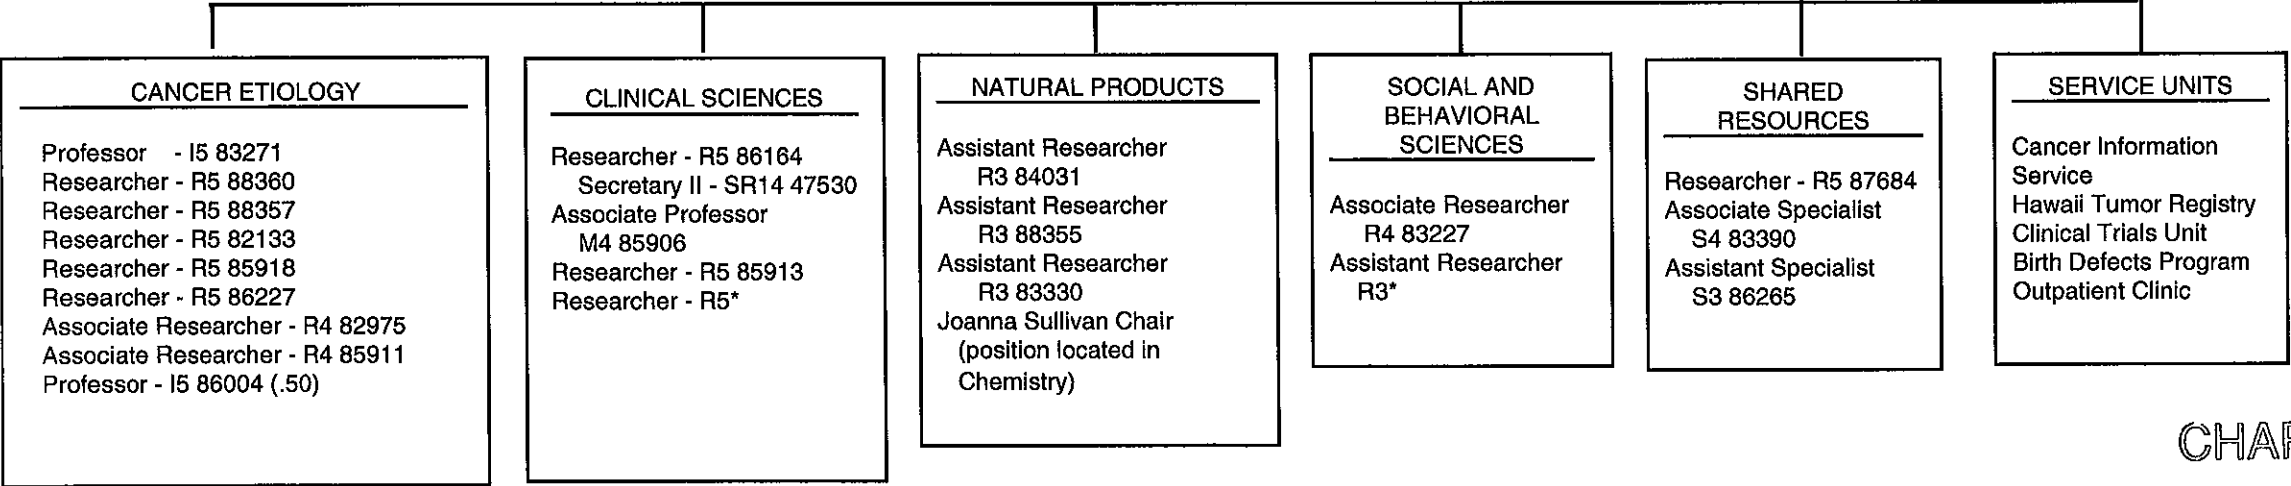 CANCER ETIOLOGY
Professor - I5 83271
Researcher - R5 88360
Researcher - R5 88357
Researcher - R5 82133
Researcher - R5 85918
Researcher - R5 86227
Associate Researcher - R4 82975
Associate Researcher - R4 85911
Professor - I5 86004 (.50)
CLINICAL SCIENCES
Researcher - R5 86164
Secretary II - SR14 47530
Associate Professor
M4 85906
Researcher - R5 85913
Researcher - R5*
NATURAL PRODUCTS
Assistant Researcher
R3 84031
Assistant Researcher
R3 88355
Assistant Researcher
R3 83330
Joanna Sullivan Chair
(position located in
Chemistry)
SOCIAL AND
BEHAVIORAL
SCIENCES
Associate Researcher
R4 83227
Assistant Researcher
R3*
SHARED
RESOURCES
Researcher - R5 87684
Associate Specialist
S4 83390
Assistant Specialist
S3 86265
SERVICE UNITS
Cancer Information
Service
Hawaii Tumor Registry
Clinical Trials Unit
Birth Defects Program
Outpatient Clinic